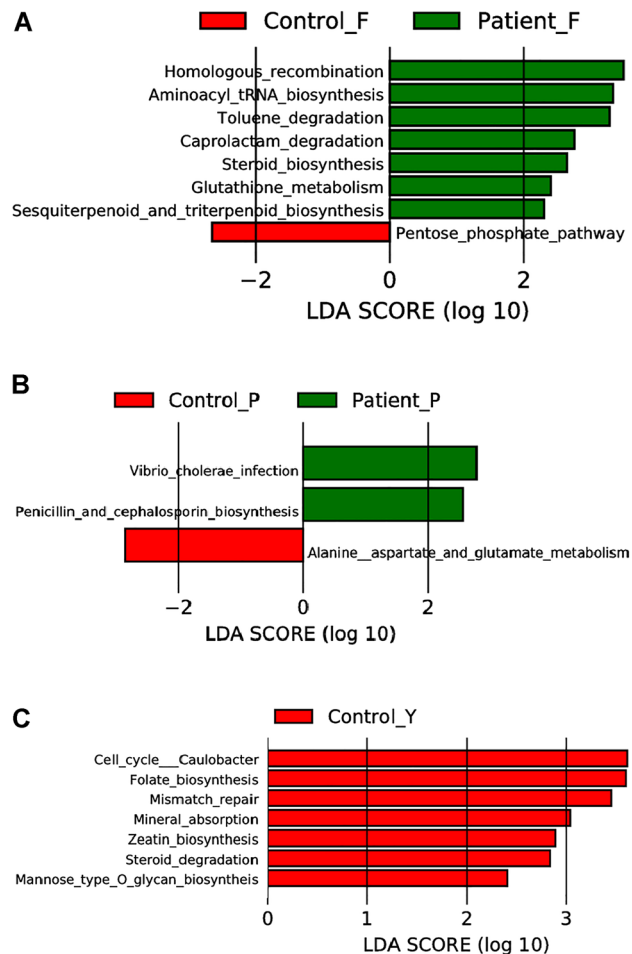 A
Control_F Patient_F
Homologous_recombination
Aminoacyl_tRNA_biosynthesis
Toluene_degradation
Caprolactam_degradation
Steroid_biosynthesis
Glutathione_metabolism
Sesquiterpenoid_and_triterpenoid_biosynthesis
Pentose_phosphate_pathway
−2 0 2
LDA SCORE (log 10)
B
Control_P Patient_P
Vibrio_cholerae_infection
Penicillin_and_cephalosporin_biosynthesis
Alanine__aspartate_and_glutamate_metabolism
−2 0 2
LDA SCORE (log 10)
C
Control_Y
Cell_cycle___Caulobacter
Folate_biosynthesis
Mismatch_repair
Mineral_absorption
Zeatin_biosynthesis
Steroid_degradation
Mannose_type_O_glycan_biosyntheis
0 1 2 3
LDA SCORE (log 10)